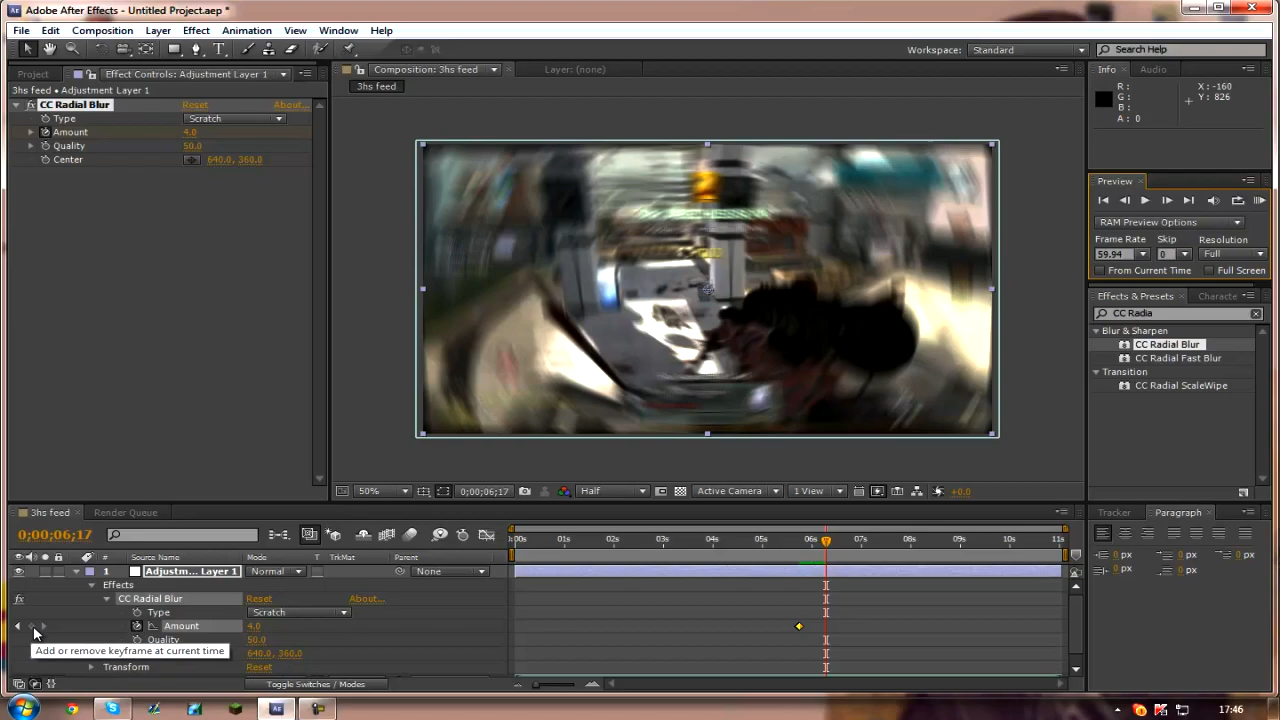 Adobe After Effects - Untitled Project.aep *
File Edit Composition Layer Effect Animation View Window Help
Workspace: Standard Search Help
Project Effect Controls: Adjustment Layer 1
3hs feed • Adjustment Layer 1
CC Radial Blur Reset About...
Type Scratch
Amount 4.0
Quality 50.0
Center 640.0, 360.0
Composition: 3hs feed Layer: (none)
3hs feed
50% 0;00;06;17 Half Active Camera 1 View +0.0
Info Audio
R : X : -160
G : Y : 826
B :
A : 0
Preview
RAM Preview Options
Frame Rate Skip Resolution
59.94 0 Full
From Current Time Full Screen
Effects & Presets Characte
CC Radia
Blur & Sharpen
CC Radial Blur
CC Radial Fast Blur
Transition
CC Radial ScaleWipe
3hs feed Render Queue
0;00;06;17
# Source Name Mode T TrkMat Parent
00s 01s 02s 03s 04s 05s 06s 07s 08s 09s 10s 11s
1 Adjustm... Layer 1 Normal None
Effects
fx CC Radial Blur Reset About...
Type Scratch
Amount 4.0
Quality 50.0
Add or remove keyframe at current time
640.0, 360.0
Transform Reset
Toggle Switches / Modes
Tracker Paragraph
0 px 0 px 0 px
0 px 0 px
17:46